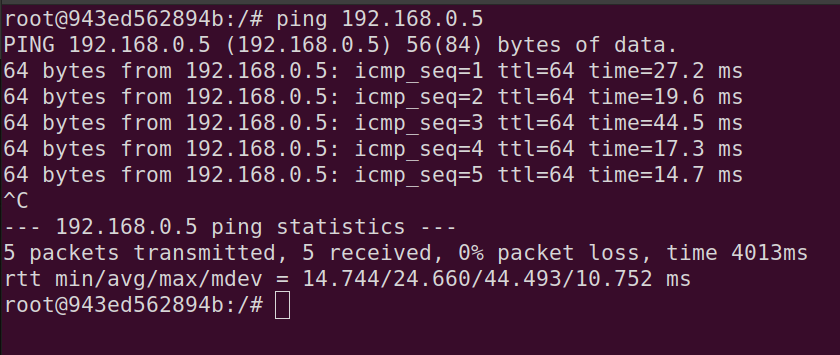 root@943ed562894b:/# ping 192.168.0.5
PING 192.168.0.5 (192.168.0.5) 56(84) bytes of data.
64 bytes from 192.168.0.5: icmp_seq=1 ttl=64 time=27.2 ms
64 bytes from 192.168.0.5: icmp_seq=2 ttl=64 time=19.6 ms
64 bytes from 192.168.0.5: icmp_seq=3 ttl=64 time=44.5 ms
64 bytes from 192.168.0.5: icmp_seq=4 ttl=64 time=17.3 ms
64 bytes from 192.168.0.5: icmp_seq=5 ttl=64 time=14.7 ms
^C
--- 192.168.0.5 ping statistics ---
5 packets transmitted, 5 received, 0% packet loss, time 4013ms
rtt min/avg/max/mdev = 14.744/24.660/44.493/10.752 ms
root@943ed562894b:/#